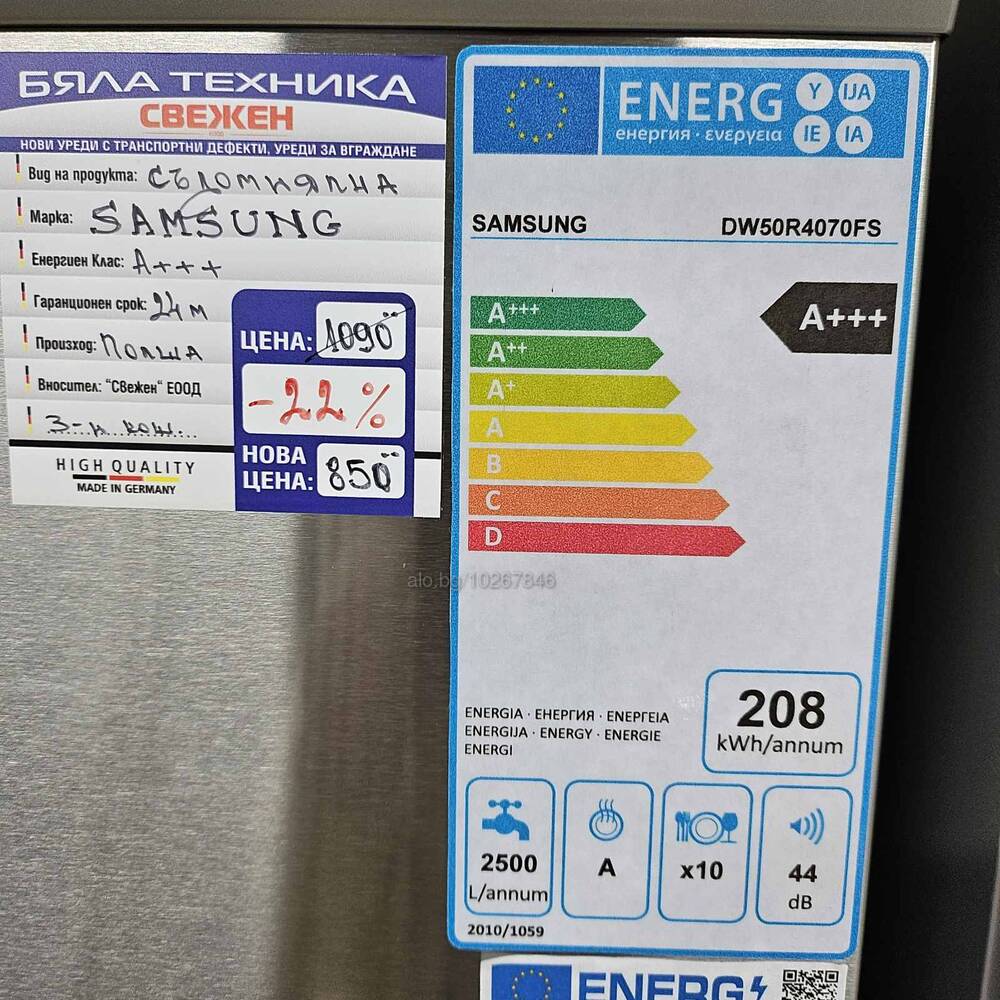 БЯЛА ТЕХНИКА
СВЕЖЕН
ЕООД
НОВИ УРЕДИ С ТРАНСПОРТНИ ДЕФЕКТИ, УРЕДИ ЗА ВГРАЖДАНЕ
Вид на продукта: СЪДОМИЯЛНА
Марка: SAMSUNG
Енергиен Клас: А+++
Гаранционен срок: 24 м
Произход: Полша
Вносител: "Свежен" ЕООД
3-и кош...
HIGH QUALITY
MADE IN GERMANY
ЦЕНА: 1090
-22%
НОВА
ЦЕНА: 850
ENERG Y IJA
енергия · ενεργεια IE IA
SAMSUNG DW50R4070FS
A+++
A++
A+
A
B
C
D
A+++
alo.bg/10267846
208
kWh/annum
ENERGIA · ЕНЕРГИЯ · ΕΝΕΡΓΕΙΑ
ENERGIJA · ENERGY · ENERGIE
ENERGI
2500
L/annum
A
x10
44
dB
2010/1059
ENERG